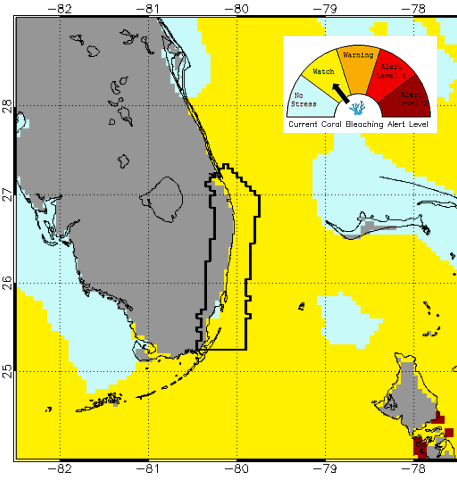 −82 −81 −80 −79 −78
Warning
Watch
Alert
Level 1
No
Stress
Alert
Level
Current Coral Bleaching Alert Level
28
27
26
25
−82 −81 −80 −79 −78